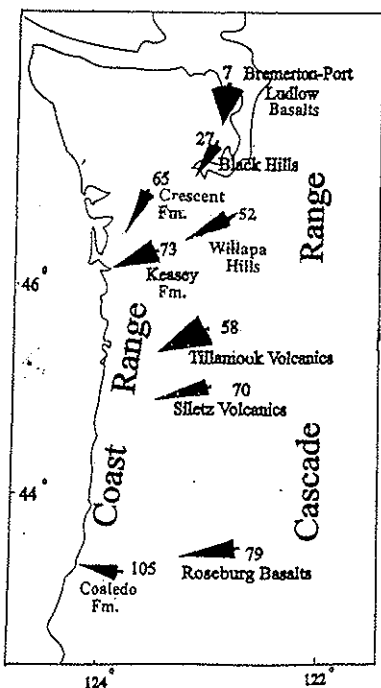 7 Bremerton-Port
Ludlow
Basalts
27
Black Hills
65
Crescent
Fm.
52
Willapa
Hills
73
Keasey
Fm.
46°
58
Tillamouk Volcanics
70
Siletz Volcanics
44°
79
Roseburg Basalts
105
Coaledo
Fm.
Coast Range
Cascade Range
124°
122°